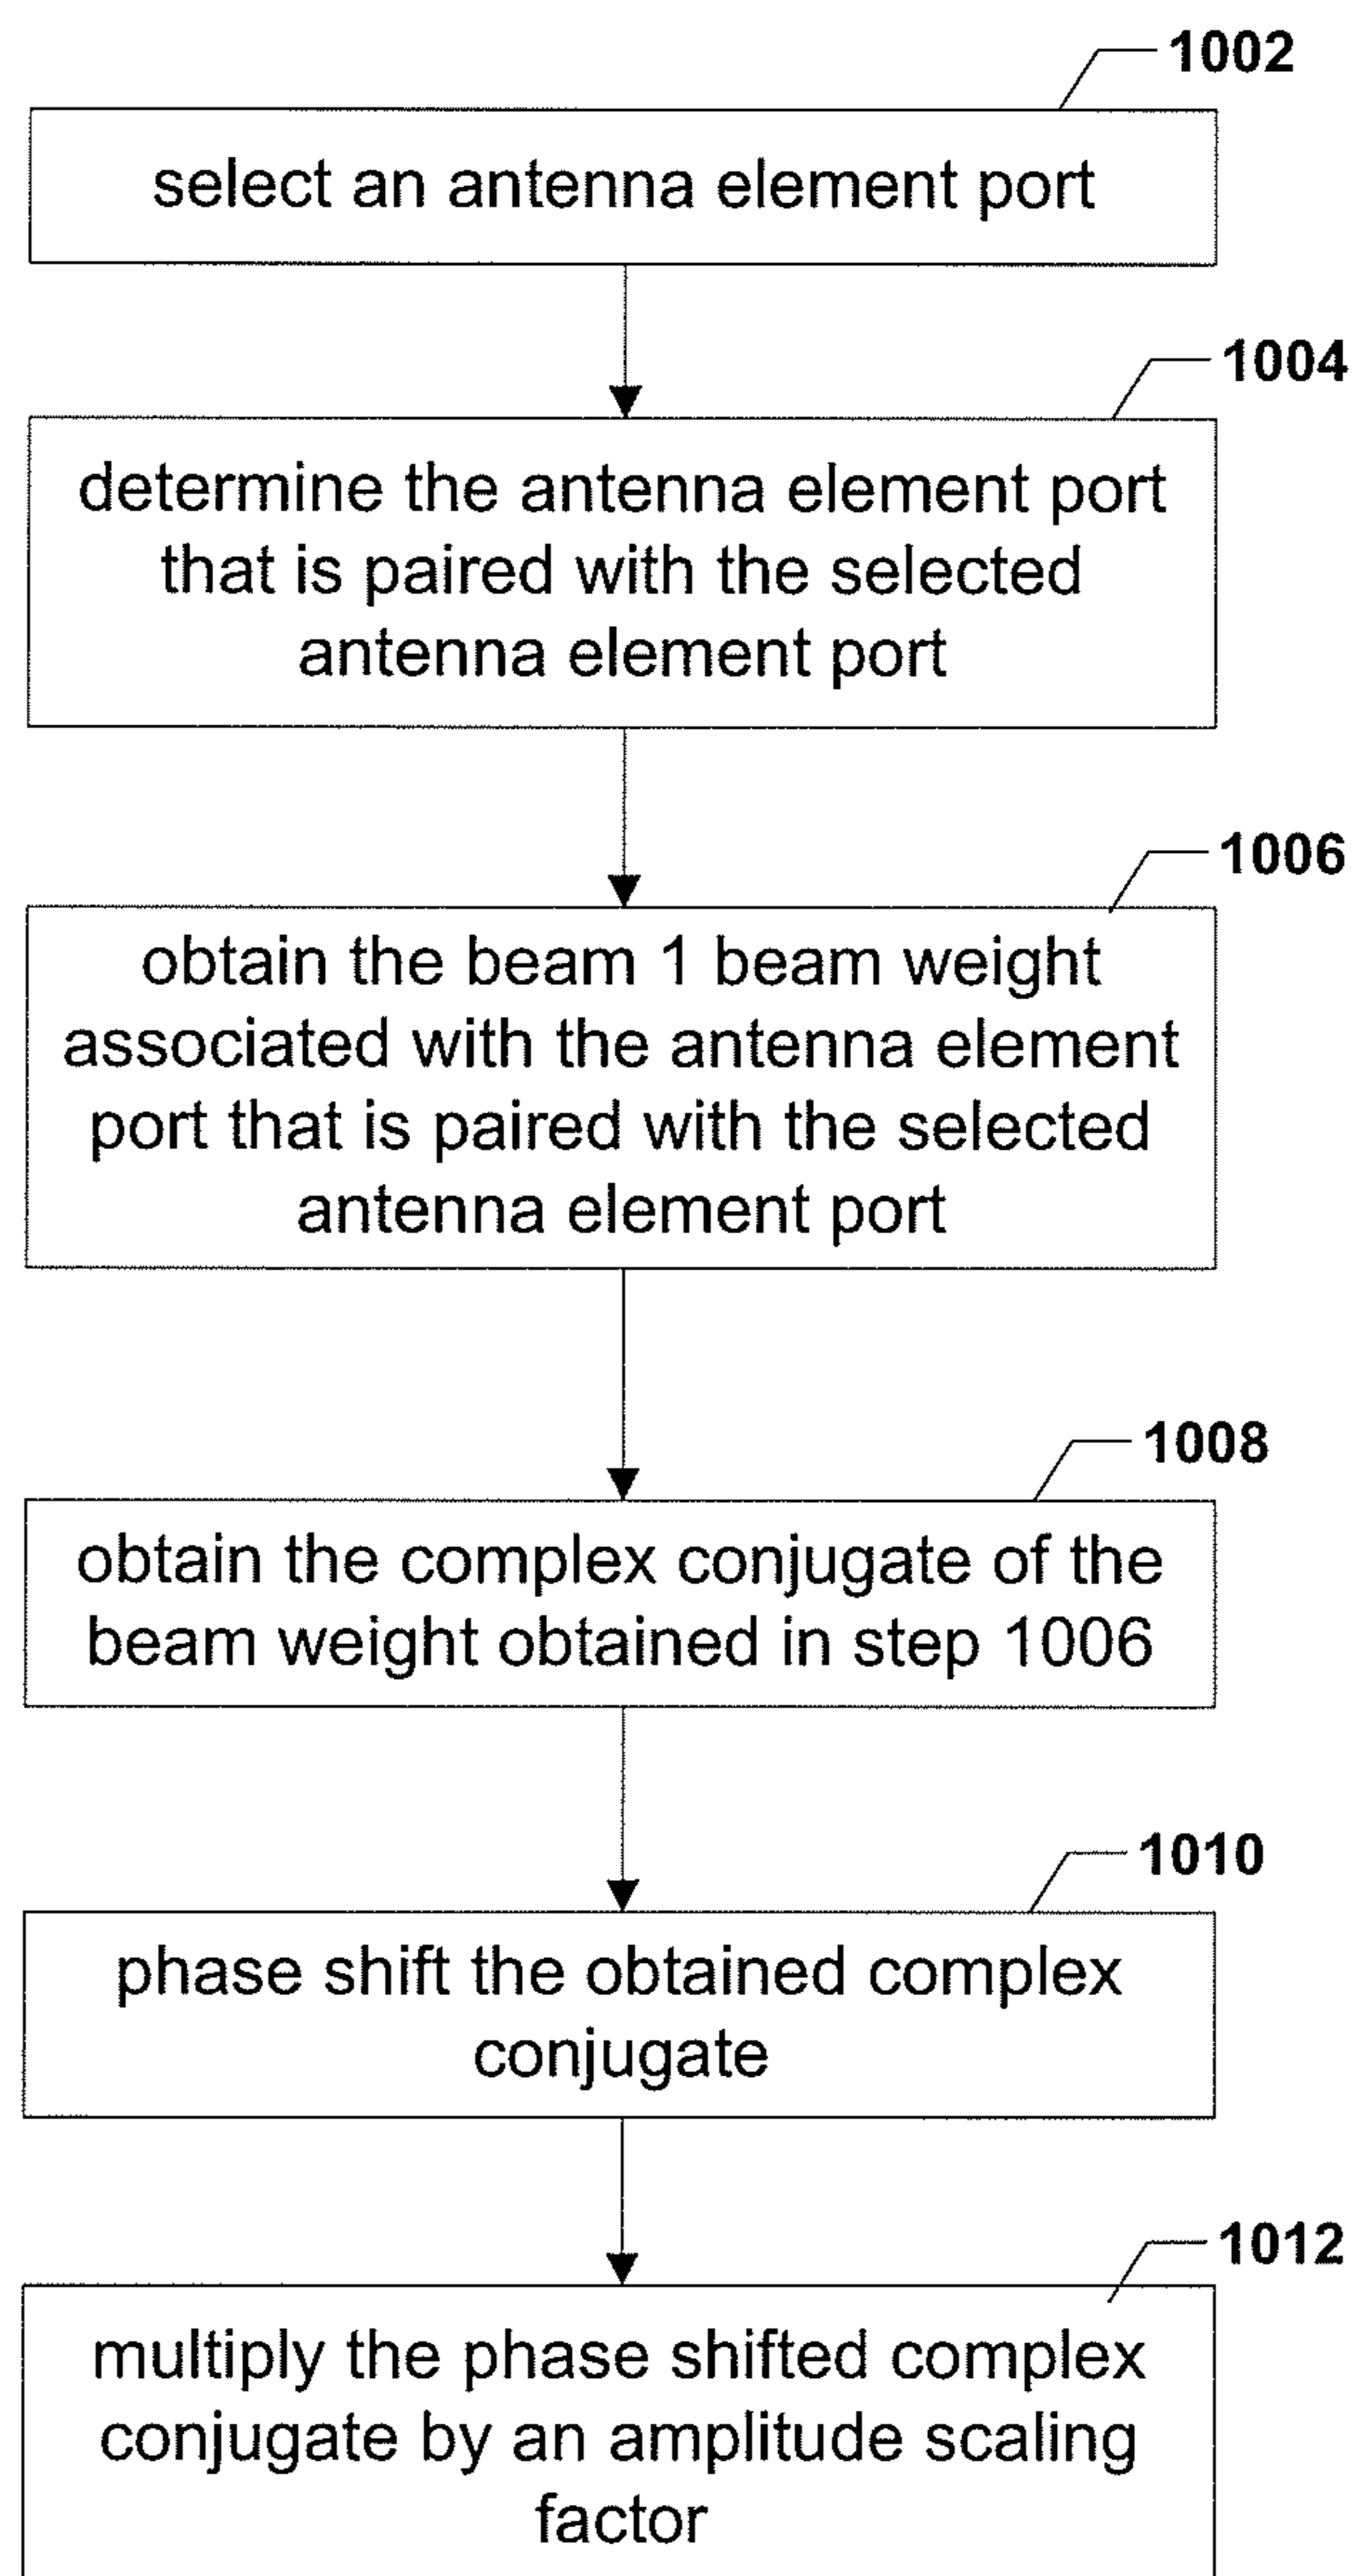 1002
select an antenna element port
1004
determine the antenna element port
that is paired with the selected
antenna element port
1006
obtain the beam 1 beam weight
associated with the antenna element
port that is paired with the selected
antenna element port
1008
obtain the complex conjugate of the
beam weight obtained in step 1006
1010
phase shift the obtained complex
conjugate
1012
multiply the phase shifted complex
conjugate by an amplitude scaling
factor